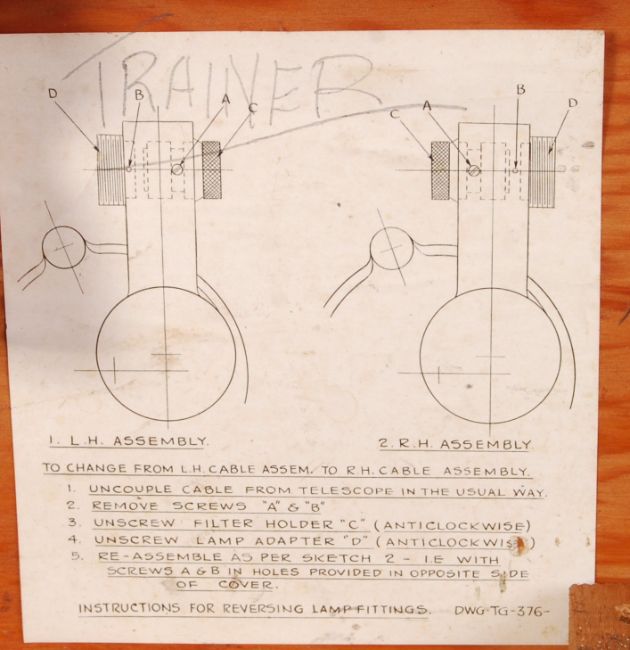 TRAINER
D B A C
C A B D
1. L.H. ASSEMBLY.
2. R.H. ASSEMBLY.
TO CHANGE FROM L.H. CABLE ASSEM. TO R.H. CABLE ASSEMBLY.
1. UNCOUPLE CABLE FROM TELESCOPE IN THE USUAL WAY.
2. REMOVE SCREWS "A" & "B"
3. UNSCREW FILTER HOLDER "C" (ANTICLOCKWISE)
4. UNSCREW LAMP ADAPTER "D" (ANTICLOCKWISE)
5. RE-ASSEMBLE AS PER SKETCH 2 - I.E WITH
SCREWS A & B IN HOLES PROVIDED IN OPPOSITE SIDE
OF COVER.
INSTRUCTIONS FOR REVERSING LAMP FITTINGS. DWG-TG-376-